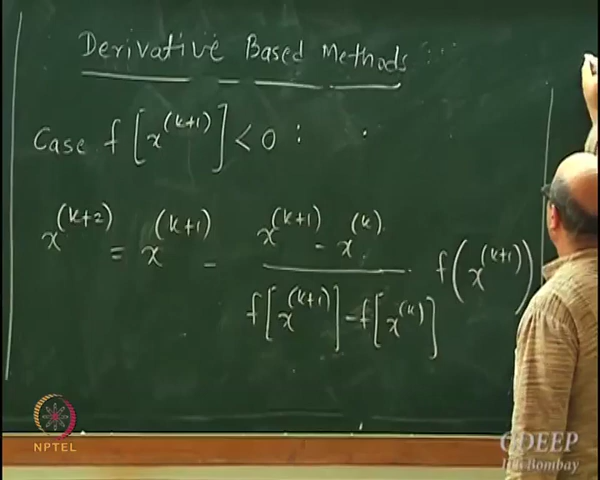 Derivative Based Methods
Case f[x^(k+1)] < 0 :
x^(k+2) = x^(k+1) - (x^(k+1) - x^(k)) / (f[x^(k+1)] - f[x^(k)]) f(x^(k+1))
NPTEL
CDEEP
IIT Bombay